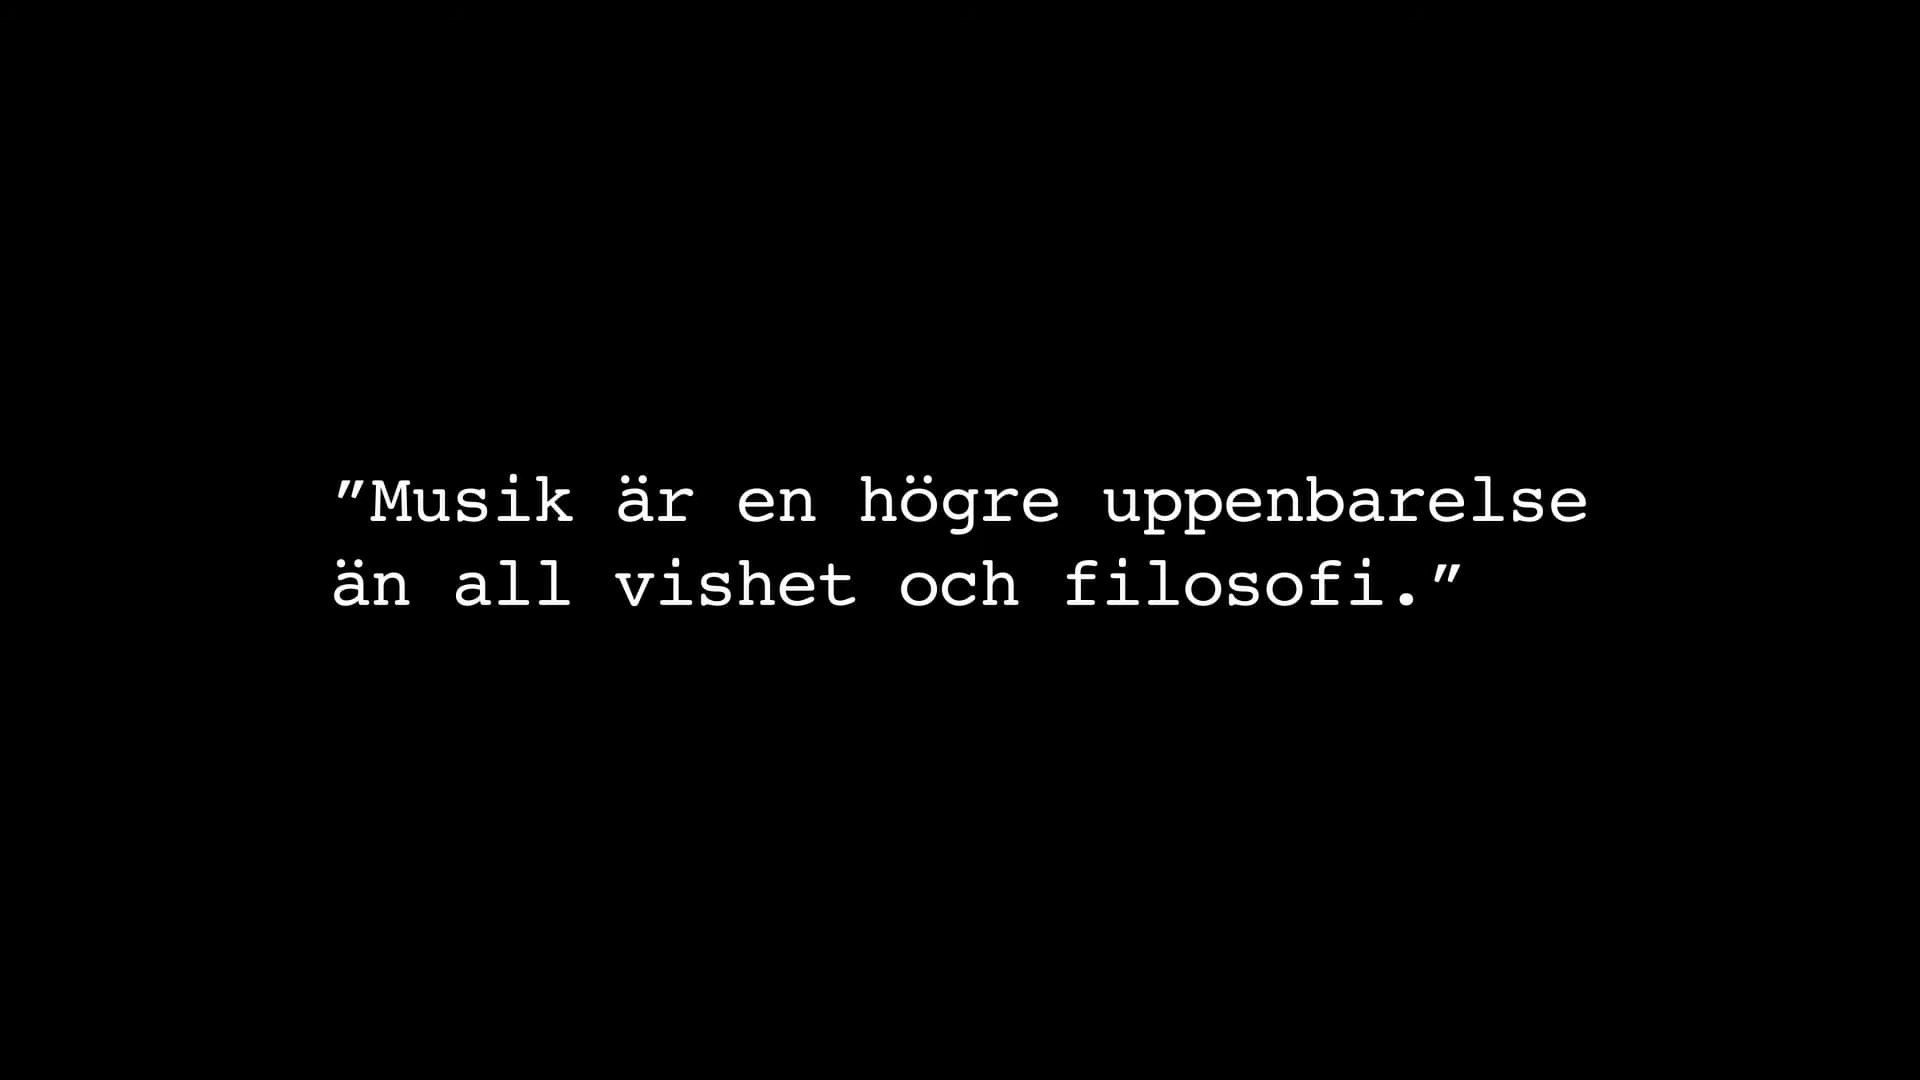 ”Musik är en högre uppenbarelse
än all vishet och filosofi.”